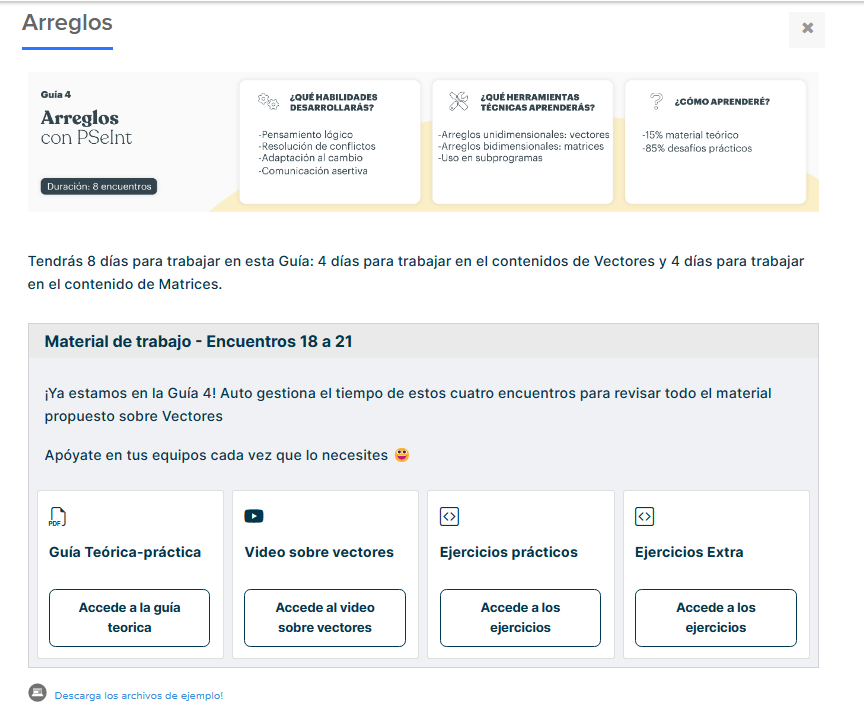 Arreglos
Guía 4
Arreglos
con PSeInt
Duración: 8 encuentros
¿QUÉ HABILIDADES
DESARROLLARÁS?
-Pensamiento lógico
-Resolución de conflictos
-Adaptación al cambio
-Comunicación asertiva
¿QUÉ HERRAMIENTAS
TÉCNICAS APRENDERÁS?
-Arreglos unidimensionales: vectores
-Arreglos bidimensionales: matrices
-Uso en subprogramas
¿CÓMO APRENDERÉ?
-15% material teórico
-85% desafíos prácticos
Tendrás 8 días para trabajar en esta Guía: 4 días para trabajar en el contenidos de Vectores y 4 días para trabajar
en el contenido de Matrices.
Material de trabajo - Encuentros 18 a 21
¡Ya estamos en la Guía 4! Auto gestiona el tiempo de estos cuatro encuentros para revisar todo el material
propuesto sobre Vectores
Apóyate en tus equipos cada vez que lo necesites 😀
PDF
Guía Teórica-práctica
Accede a la guía
teorica
Video sobre vectores
Accede al video
sobre vectores
Ejercicios prácticos
Accede a los
ejercicios
Ejercicios Extra
Accede a los
ejercicios
Descarga los archivos de ejemplo!